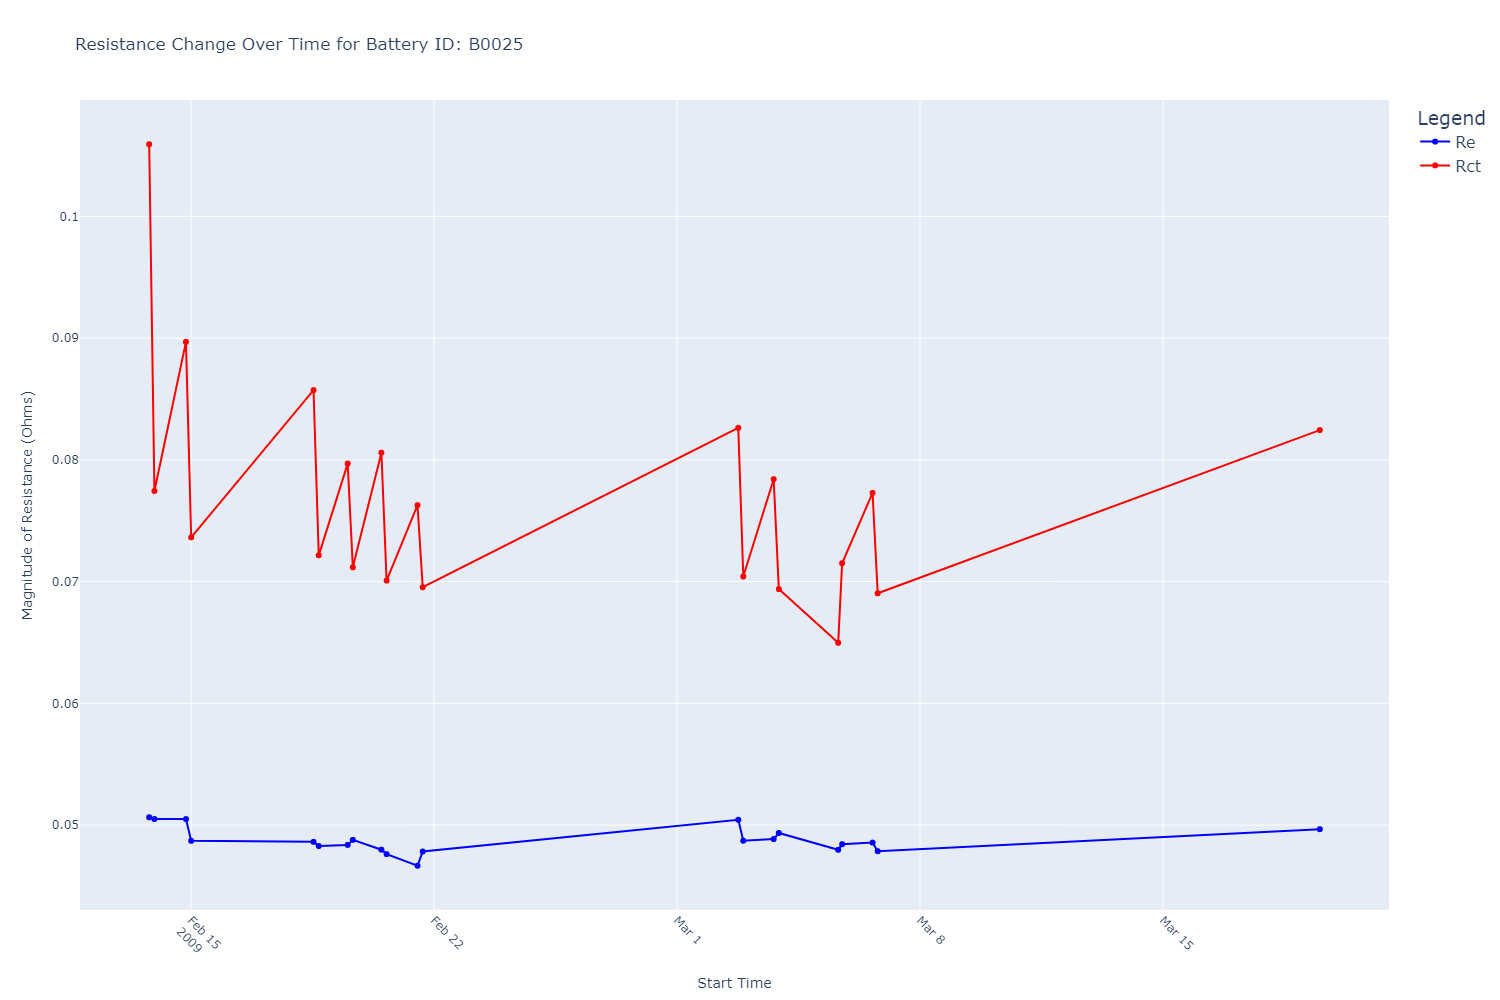 Resistance Change Over Time for Battery ID: B0025
Legend
Re
Rct
0.1
0.09
0.08
0.07
0.06
0.05
Magnitude of Resistance (Ohms)
Feb 15
2009
Feb 22
Mar 1
Mar 8
Mar 15
Start Time